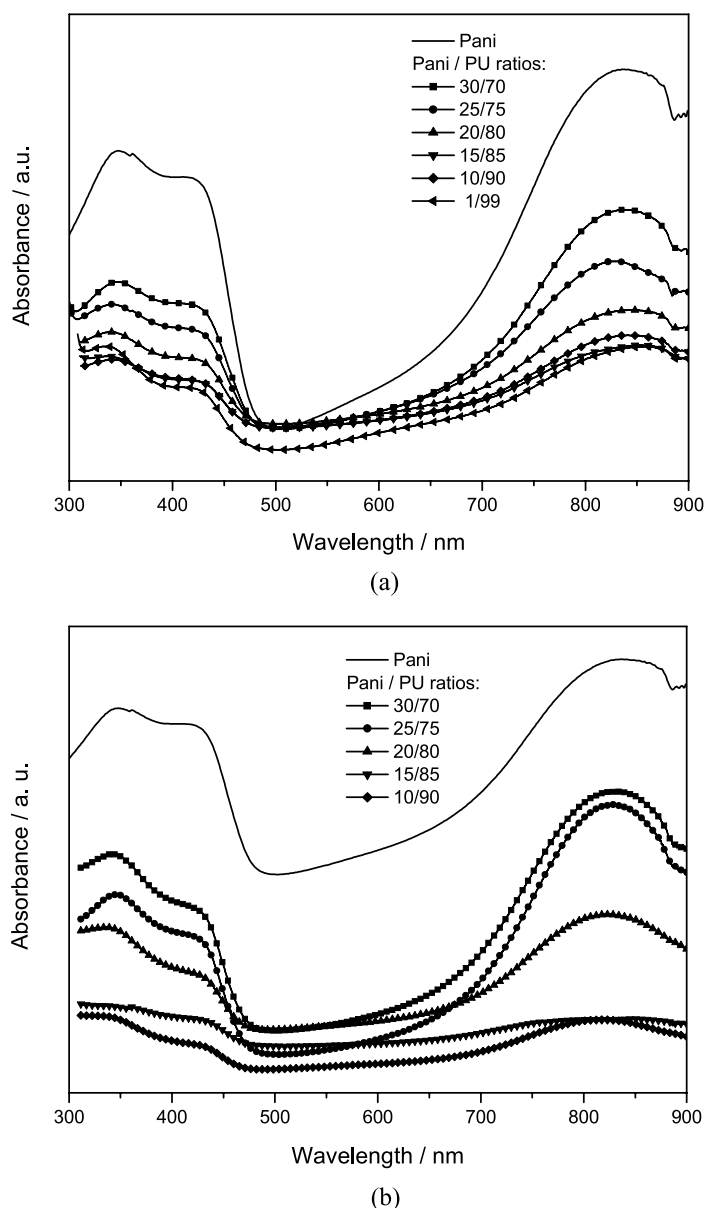 Pani
Pani / PU ratios:
30/70
25/75
20/80
15/85
10/90
1/99
Absorbance / a.u.
300 400 500 600 700 800 900
Wavelength / nm
(a)
Pani
Pani / PU ratios:
30/70
25/75
20/80
15/85
10/90
Absorbance / a. u.
300 400 500 600 700 800 900
Wavelength / nm
(b)